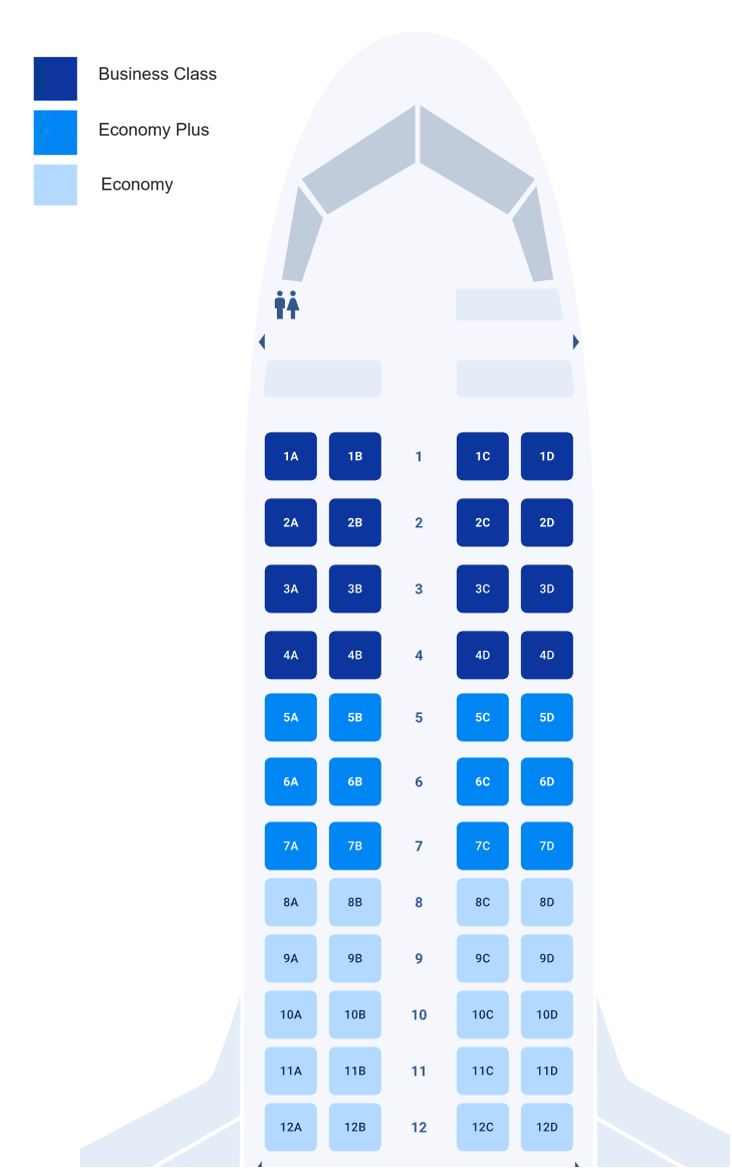 Business Class
Economy Plus
Economy
1A 1B 1 1C 1D
2A 2B 2 2C 2D
3A 3B 3 3C 3D
4A 4B 4 4D 4D
5A 5B 5 5C 5D
6A 6B 6 6C 6D
7A 7B 7 7C 7D
8A 8B 8 8C 8D
9A 9B 9 9C 9D
10A 10B 10 10C 10D
11A 11B 11 11C 11D
12A 12B 12 12C 12D